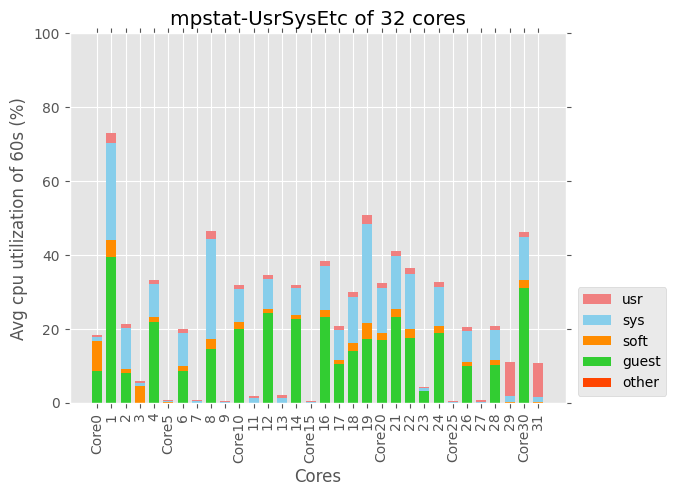 mpstat-UsrSysEtc of 32 cores
Avg cpu utilization of 60s (%)
100
80
60
40
20
0
Core0
1
2
3
4
Core5
6
7
8
9
Core10
11
12
13
14
Core15
16
17
18
19
Core20
21
22
23
24
Core25
26
27
28
29
Core30
31
Cores
usr
sys
soft
guest
other